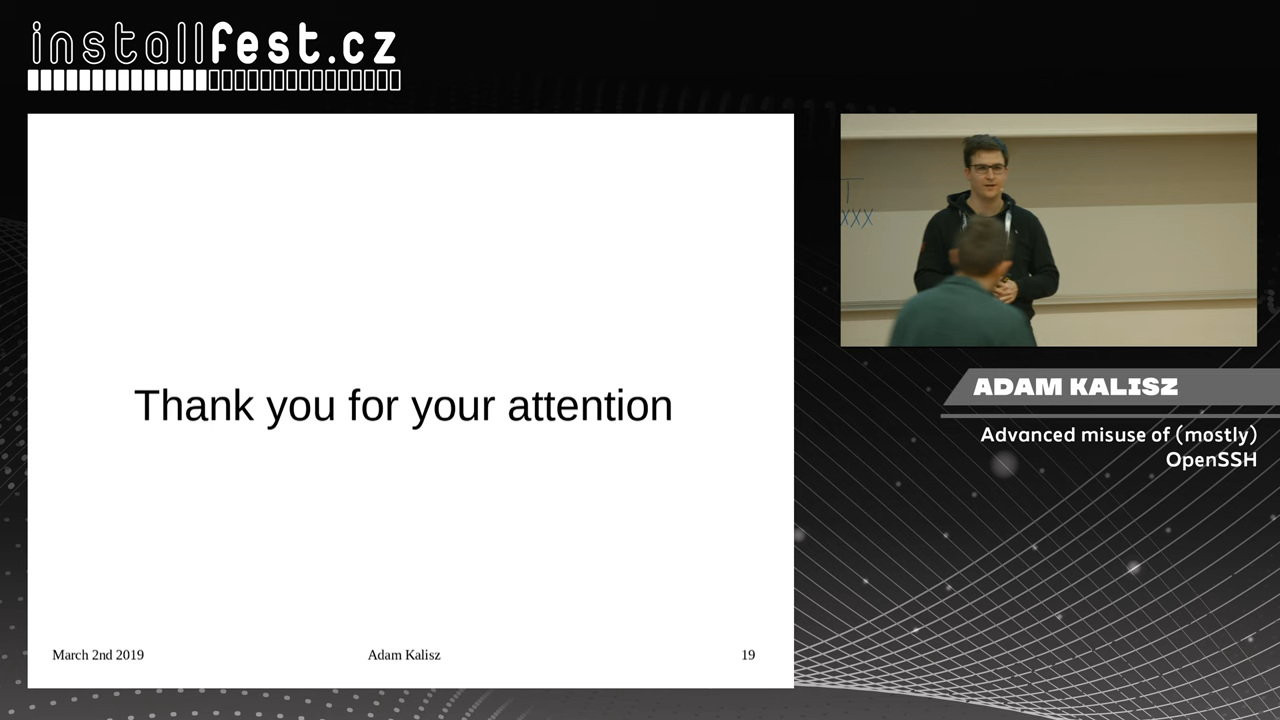 installfest.cz
Thank you for your attention
March 2nd 2019
Adam Kalisz
19
T
XXX
ADAM KALISZ
Advanced misuse of (mostly)
OpenSSH